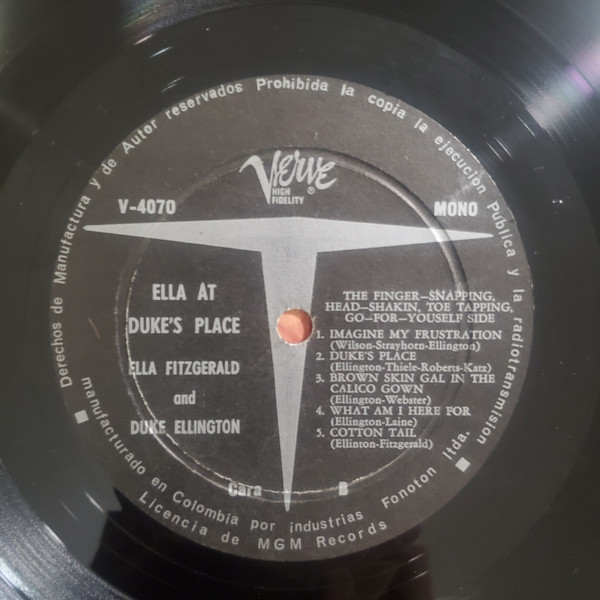 Derechos de Manufactura y de Autor reservados Prohibida la copia la ejecucion Publica y la radiotransmision
Verve
HIGH
FIDELITY
®
V-4070
MONO
ELLA AT
DUKE'S PLACE
ELLA FITZGERALD
and
DUKE ELLINGTON
THE FINGER—SNAPPING,
HEAD—SHAKIN, TOE TAPPING,
GO—FOR—YOUSELF SIDE
1. IMAGINE MY FRUSTRATION
(Wilson-Strayhorn-Ellington)
2. DUKE'S PLACE
(Ellington-Thiele-Roberts-Katz)
3. BROWN SKIN GAL IN THE
CALICO GOWN
(Ellington-Webster)
4. WHAT AM I HERE FOR
(Ellington-Laine)
5. COTTON TAIL
(Ellinton-Fitzgerald)
Cara B
manufacturado en Colombia por industrias Fonoton ltda.
Licencia de MGM Records